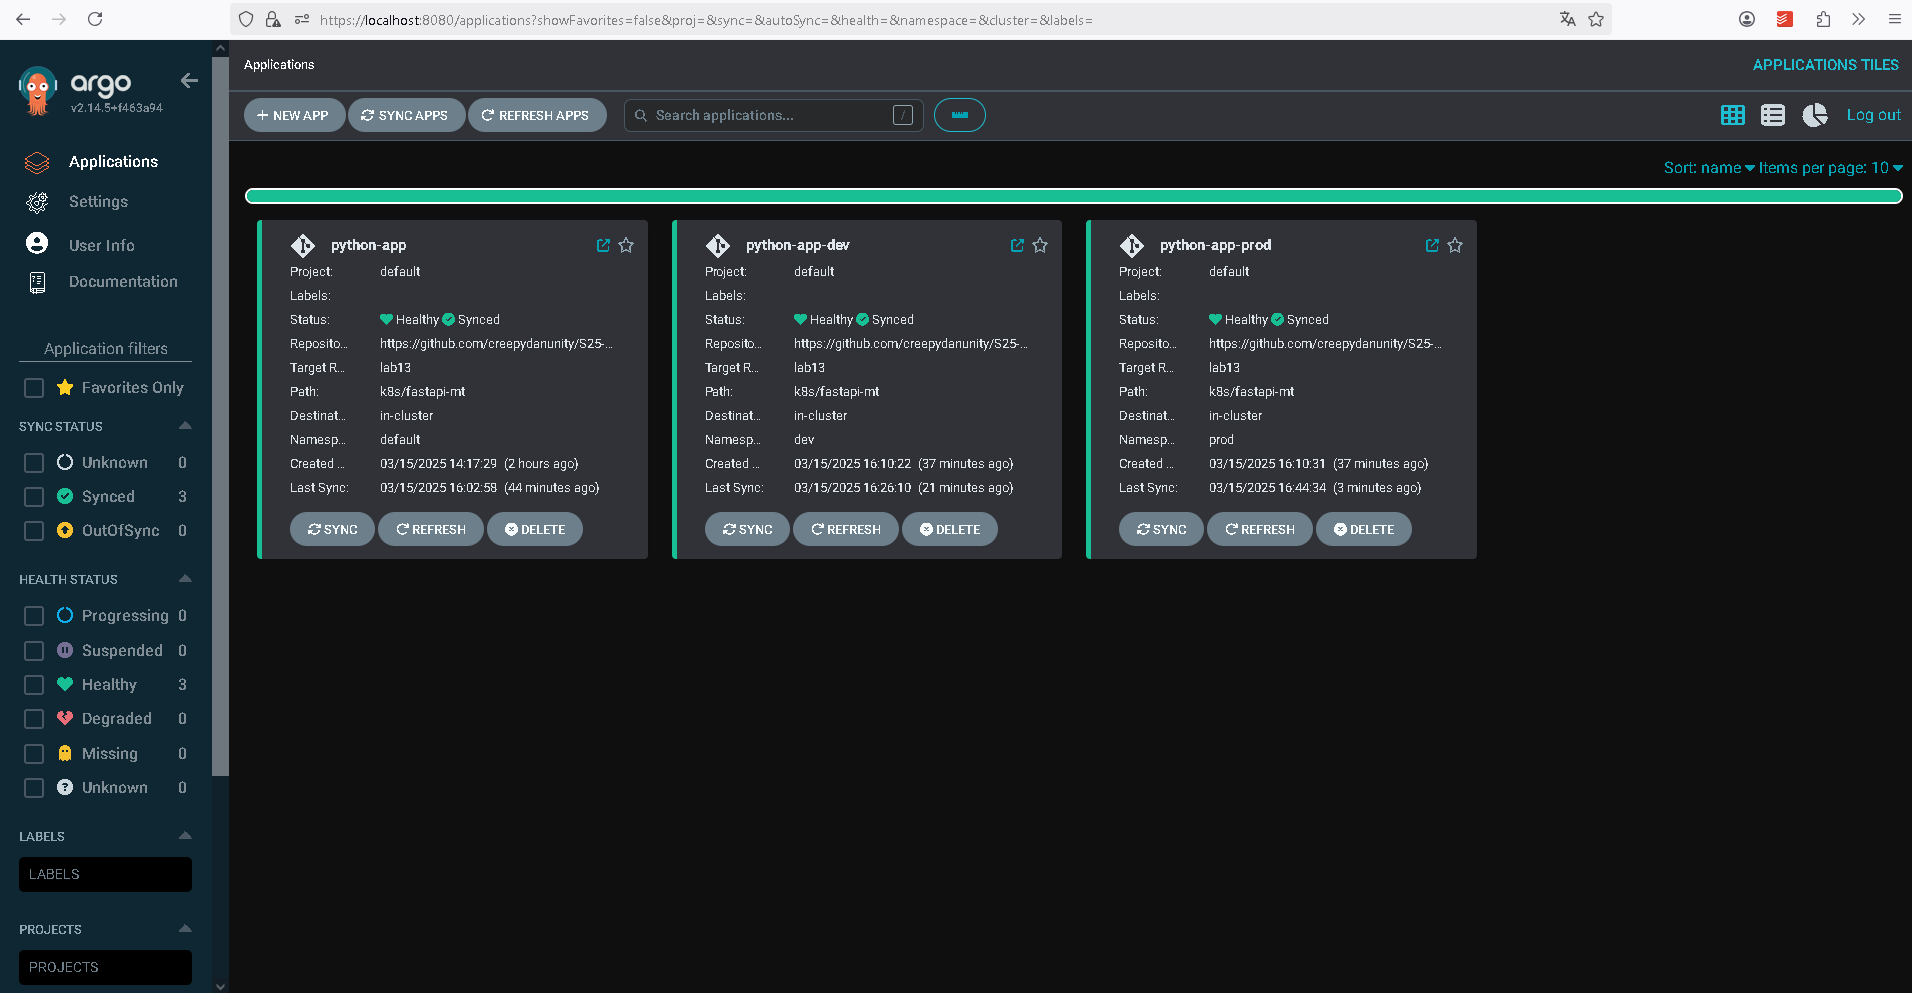 https://localhost:8080/applications?showFavorites=false&proj=&sync=&autoSync=&health=&namespace=&cluster=&labels=
argo
v2.14.5+f463a94
Applications
Settings
User Info
Documentation
Application filters
Favorites Only
SYNC STATUS
Unknown 0
Synced 3
OutOfSync 0
HEALTH STATUS
Progressing 0
Suspended 0
Healthy 3
Degraded 0
Missing 0
Unknown 0
LABELS
LABELS
PROJECTS
PROJECTS
Applications
APPLICATIONS TILES
+ NEW APP SYNC APPS REFRESH APPS Search applications... / Log out
Sort: name Items per page: 10
python-app
Project: default
Labels:
Status: Healthy Synced
Reposito... https://github.com/creepydanunity/S25-...
Target R... lab13
Path: k8s/fastapi-mt
Destinat... in-cluster
Namesp... default
Created ... 03/15/2025 14:17:29 (2 hours ago)
Last Sync: 03/15/2025 16:02:58 (44 minutes ago)
SYNC REFRESH DELETE
python-app-dev
Project: default
Labels:
Status: Healthy Synced
Reposito... https://github.com/creepydanunity/S25-...
Target R... lab13
Path: k8s/fastapi-mt
Destinat... in-cluster
Namesp... dev
Created ... 03/15/2025 16:10:22 (37 minutes ago)
Last Sync: 03/15/2025 16:26:10 (21 minutes ago)
SYNC REFRESH DELETE
python-app-prod
Project: default
Labels:
Status: Healthy Synced
Reposito... https://github.com/creepydanunity/S25-...
Target R... lab13
Path: k8s/fastapi-mt
Destinat... in-cluster
Namesp... prod
Created ... 03/15/2025 16:10:31 (37 minutes ago)
Last Sync: 03/15/2025 16:44:34 (3 minutes ago)
SYNC REFRESH DELETE